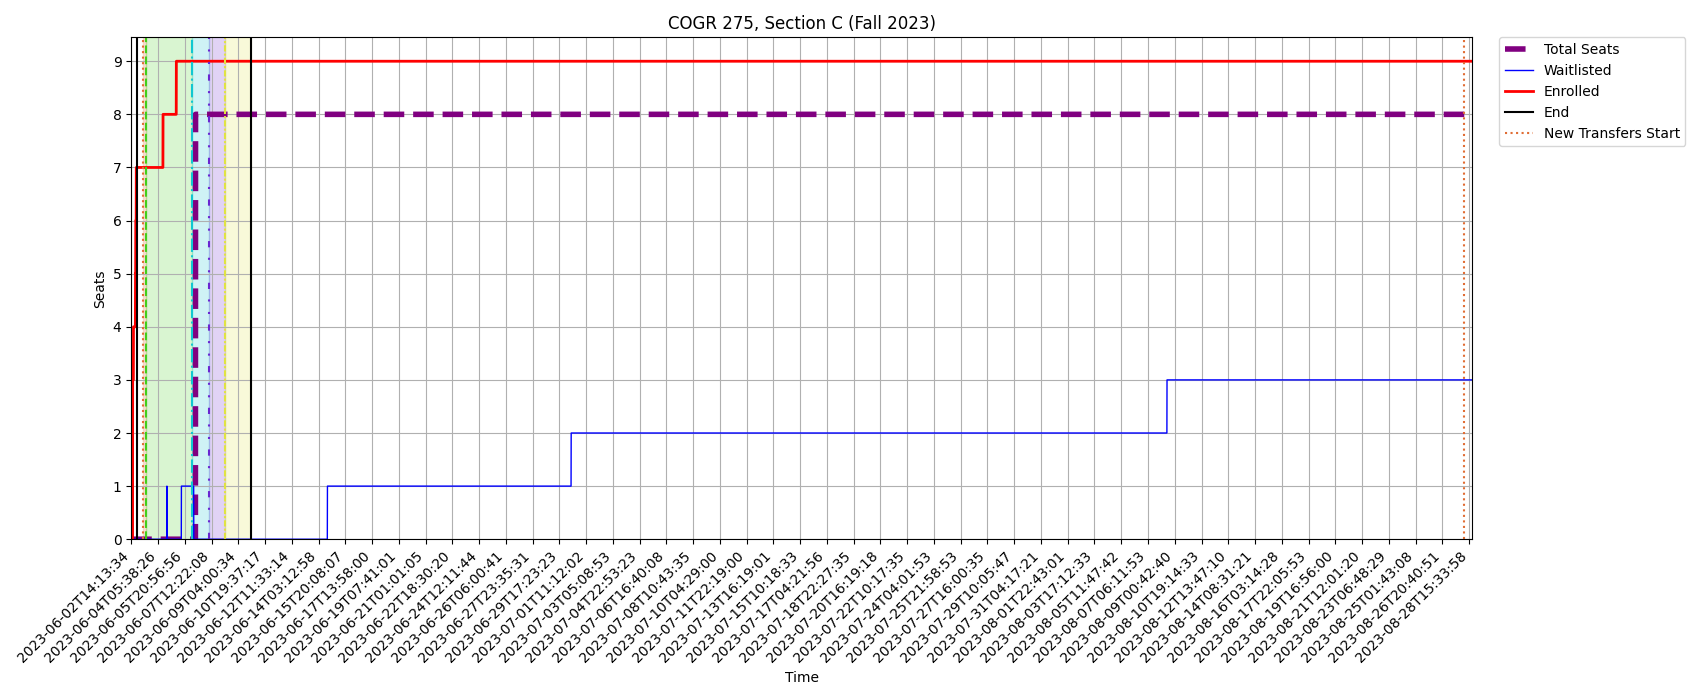 COGR 275, Section C (Fall 2023)
Total Seats
Waitlisted
Enrolled
End
New Transfers Start
Seats
9
8
7
6
5
4
3
2
1
0
2023-06-02T14:13:34
2023-06-04T05:38:26
2023-06-05T20:56:56
2023-06-07T12:22:08
2023-06-09T04:00:34
2023-06-10T19:37:17
2023-06-12T11:33:14
2023-06-14T03:12:58
2023-06-15T20:08:07
2023-06-17T13:58:00
2023-06-19T07:41:01
2023-06-21T01:01:05
2023-06-22T18:30:20
2023-06-24T12:11:44
2023-06-26T06:00:41
2023-06-27T23:35:31
2023-06-29T17:23:23
2023-07-01T11:12:02
2023-07-03T05:08:53
2023-07-04T22:53:23
2023-07-06T16:40:08
2023-07-08T10:43:35
2023-07-10T04:29:00
2023-07-11T22:19:00
2023-07-13T16:19:01
2023-07-15T10:18:33
2023-07-17T04:21:56
2023-07-18T22:27:35
2023-07-20T16:19:18
2023-07-22T10:17:35
2023-07-24T04:01:53
2023-07-25T21:58:53
2023-07-27T16:00:35
2023-07-29T10:05:47
2023-07-31T04:17:21
2023-08-01T22:43:01
2023-08-03T17:12:33
2023-08-05T11:47:42
2023-08-07T06:11:53
2023-08-09T00:42:40
2023-08-10T19:14:33
2023-08-12T13:47:10
2023-08-14T08:31:21
2023-08-16T03:14:28
2023-08-17T22:05:53
2023-08-19T16:56:00
2023-08-21T12:01:20
2023-08-23T06:48:29
2023-08-25T01:43:08
2023-08-26T20:40:51
2023-08-28T15:33:58
Time